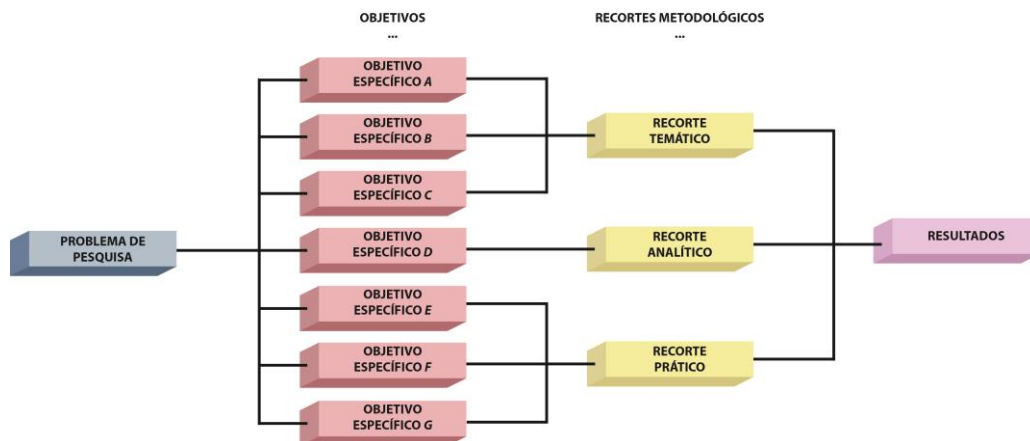 OBJETIVOS
...
RECORTES METODOLÓGICOS
...
OBJETIVO
ESPECÍFICO A
OBJETIVO
ESPECÍFICO B
RECORTE
TEMÁTICO
OBJETIVO
ESPECÍFICO C
PROBLEMA DE
PESQUISA
OBJETIVO
ESPECÍFICO D
RECORTE
ANALÍTICO
RESULTADOS
OBJETIVO
ESPECÍFICO E
OBJETIVO
ESPECÍFICO F
RECORTE
PRÁTICO
OBJETIVO
ESPECÍFICO G